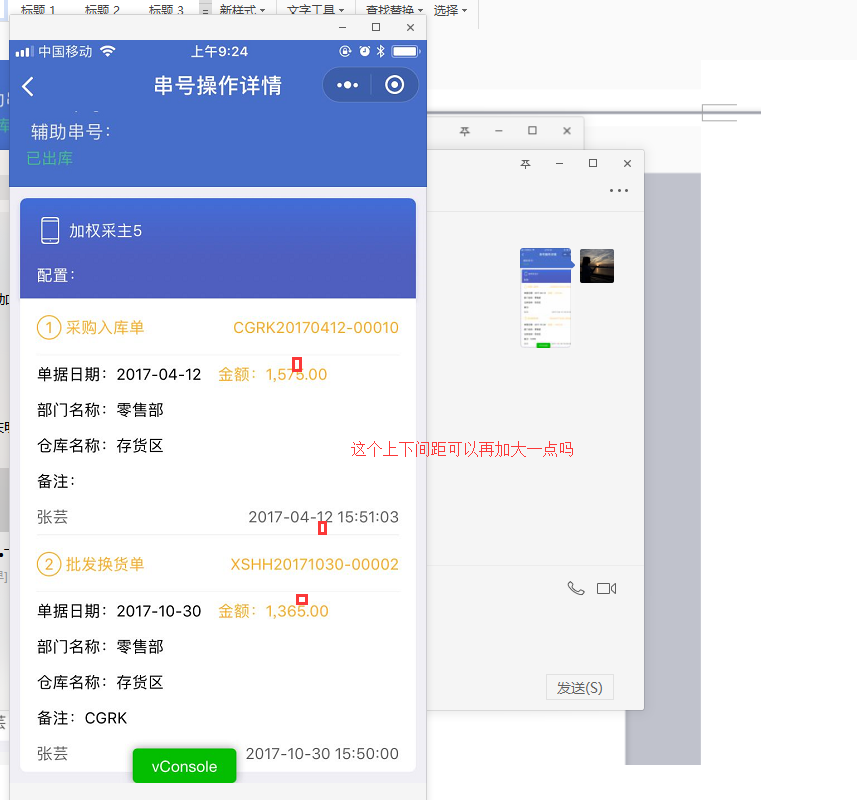 标题 1 标题 2 标题 3 新样式 文字工具 查找替换 选择
中国移动 上午9:24
串号操作详情
辅助串号：
已出库
加权采主5
配置：
1 采购入库单 CGRK20170412-00010
单据日期：2017-04-12 金额：1,575.00
部门名称：零售部
仓库名称：存货区
这个上下间距可以再加大一点吗
备注：
张芸 2017-04-12 15:51:03
2 批发换货单 XSHH20171030-00002
单据日期：2017-10-30 金额：1,365.00
部门名称：零售部
仓库名称：存货区
发送(S)
备注：CGRK
张芸 2017-10-30 15:50:00
vConsole